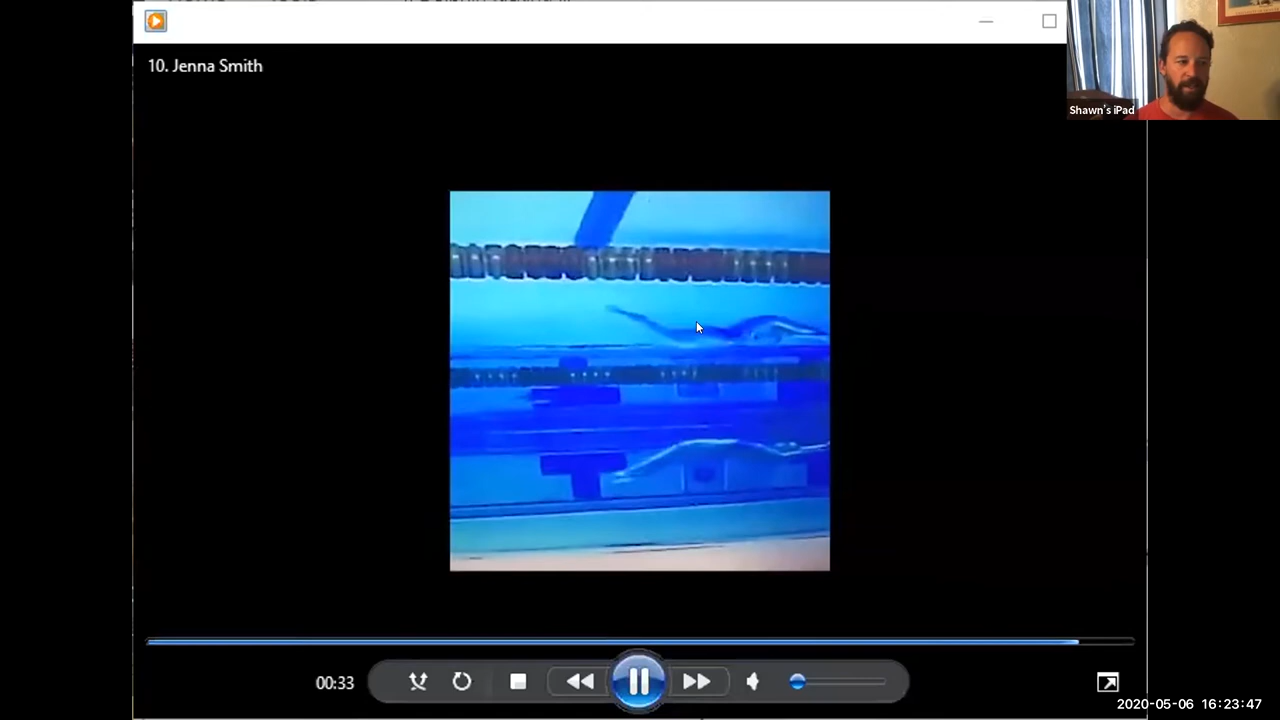 10. Jenna Smith
Shawn's iPad
00:33
2020-05-06 16:23:47